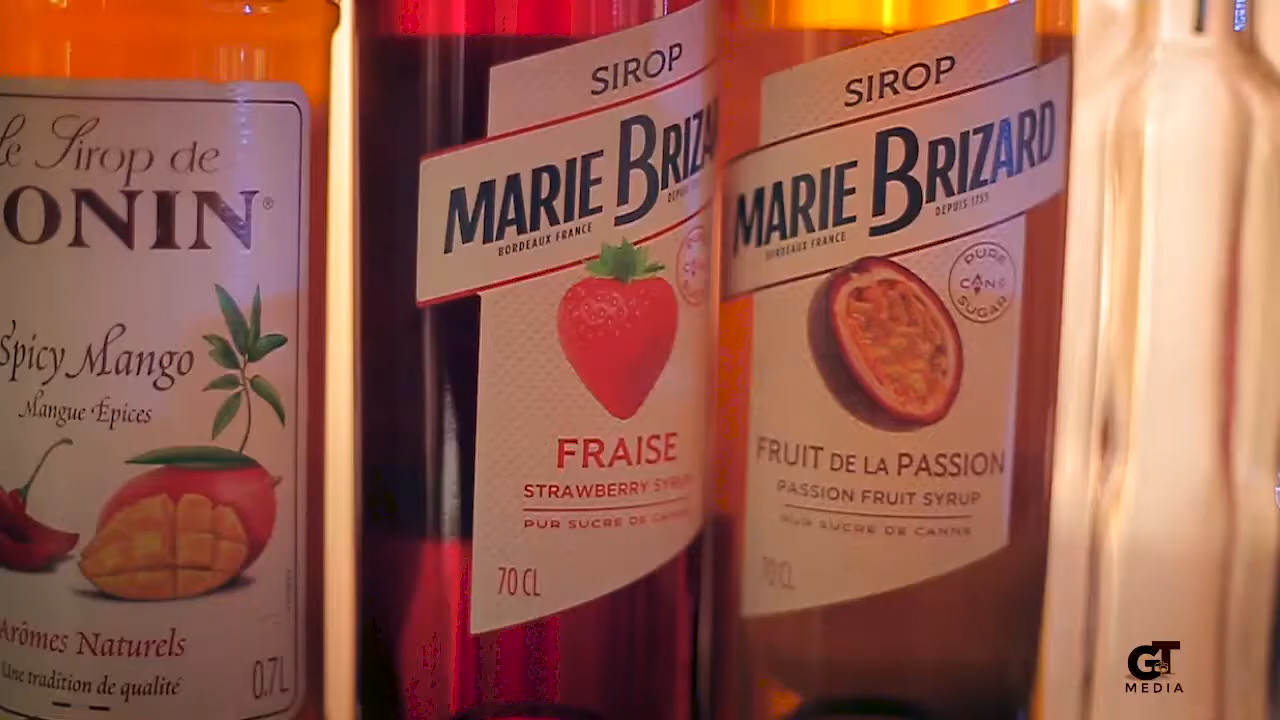 Le Sirop de
ONIN®
Spicy Mango
Mangue Épices
Arômes Naturels
Une tradition de qualité
0.7L
SIROP
MARIE BRIZA
BORDEAUX FRANCE
DEPUIS
FRAISE
STRAWBERRY SYRUP
PUR SUCRE DE CANNE
70 CL
SIROP
MARIE BRIZARD
BORDEAUX FRANCE
DEPUIS 1755
PURE
CANE
SUGAR
FRUIT DE LA PASSION
PASSION FRUIT SYRUP
PUR SUCRE DE CANNE
70 CL
GT
MEDIA